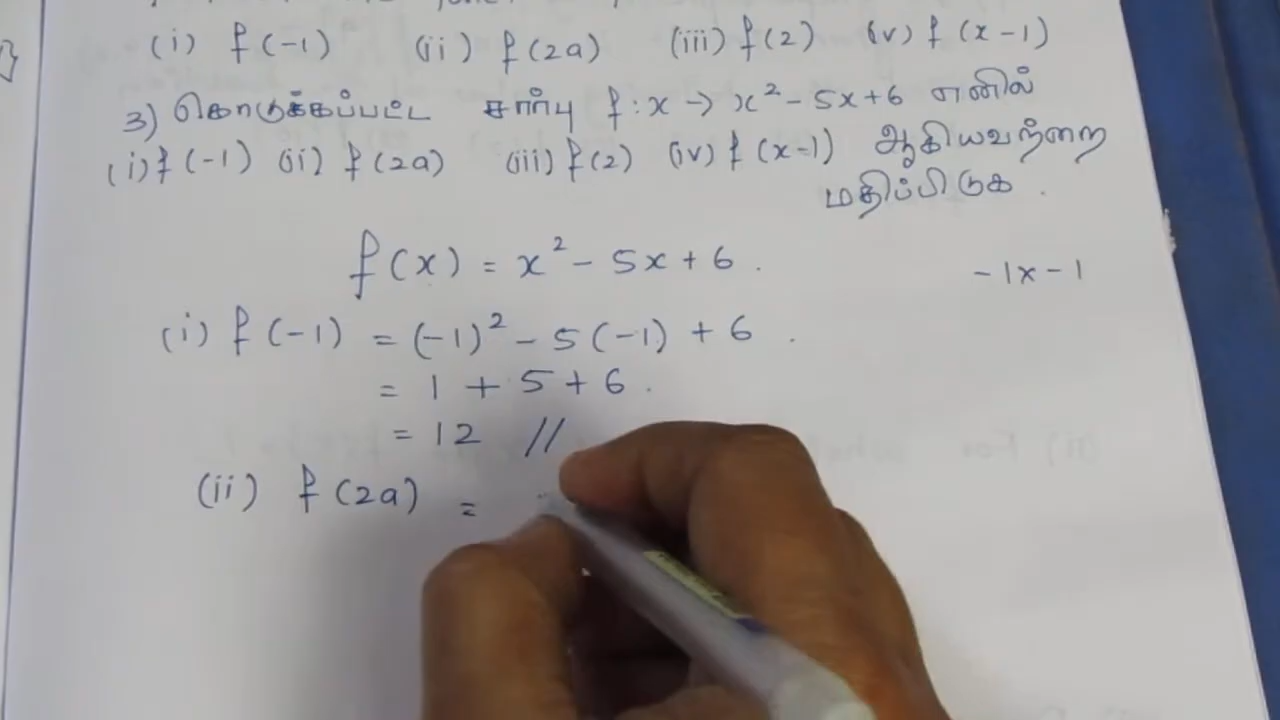 (i) f(-1) (ii) f(2a) (iii) f(2) (iv) f(x-1)
3) கொடுக்கப்பட்ட சார்பு f : x → x² - 5x + 6 எனில்
(i) f(-1) (ii) f(2a) (iii) f(2) (iv) f(x-1) ஆகியவற்றை
மதிப்பிடுக .
f(x) = x² - 5x + 6 .
-1x-1
(i) f(-1) = (-1)² - 5(-1) + 6 .
= 1 + 5 + 6 .
= 12 //
(ii) f(2a) =